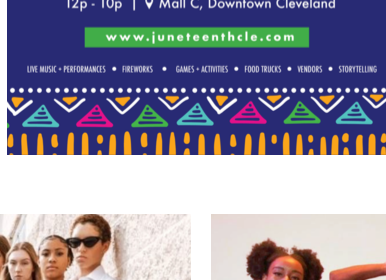 12p - 10p | Mall C, Downtown Cleveland
www.juneteenthcle.com
LIVE MUSIC + PERFORMANCES • FIREWORKS • GAMES + ACTIVITIES • FOOD TRUCKS • VENDORS • STORYTELLING